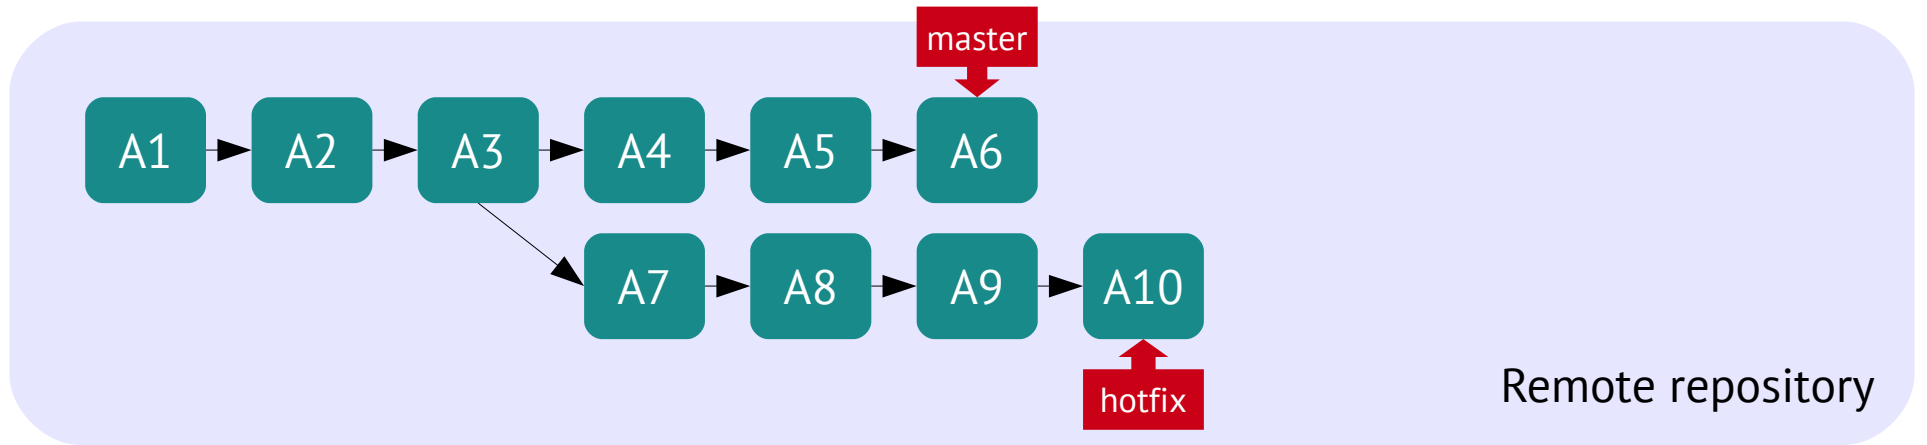 master
A1 A2 A3 A4 A5 A6
A7 A8 A9 A10
hotfix
Remote repository